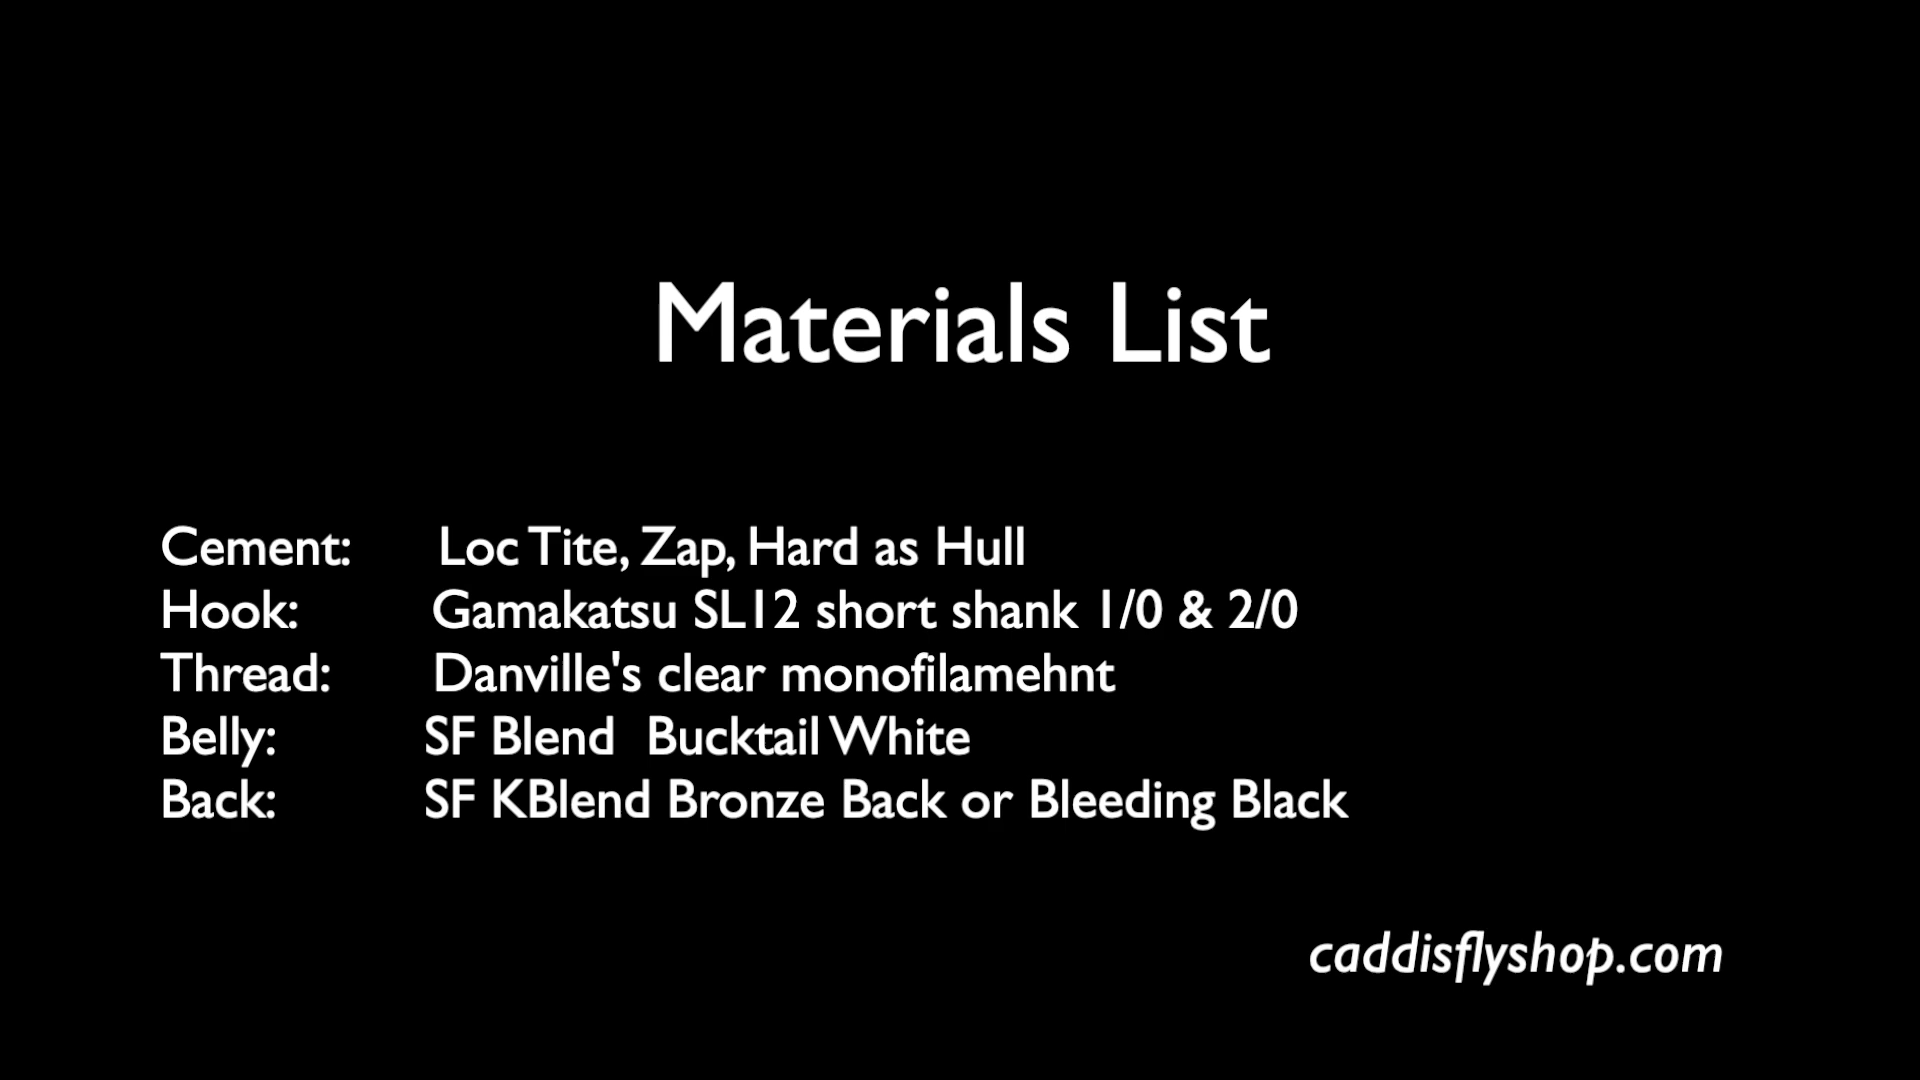 Materials List
Cement: Loc Tite, Zap, Hard as Hull
Hook: Gamakatsu SL12 short shank 1/0 & 2/0
Thread: Danville's clear monofilamehnt
Belly: SF Blend Bucktail White
Back: SF KBlend Bronze Back or Bleeding Black
caddisflyshop.com